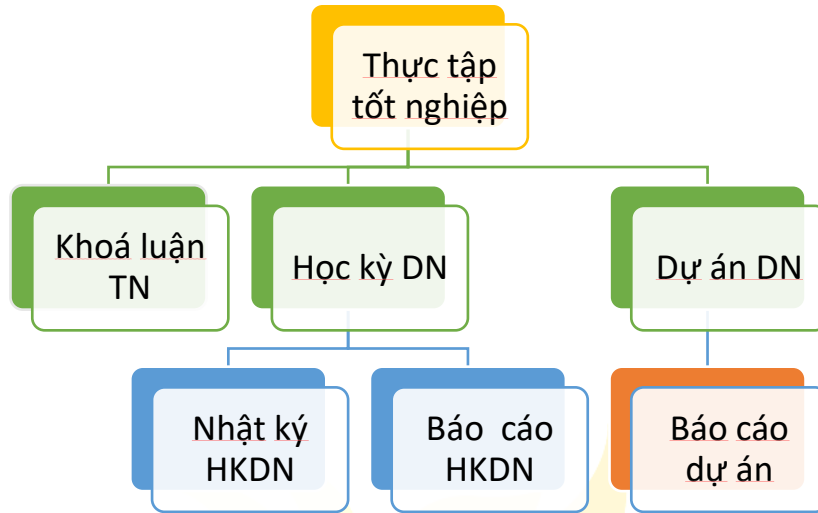 Thực tập
tốt nghiệp
Khoá luận
TN
Học kỳ DN
Dự án DN
Nhật ký
HKDN
Báo cáo
HKDN
Báo cáo
dự án